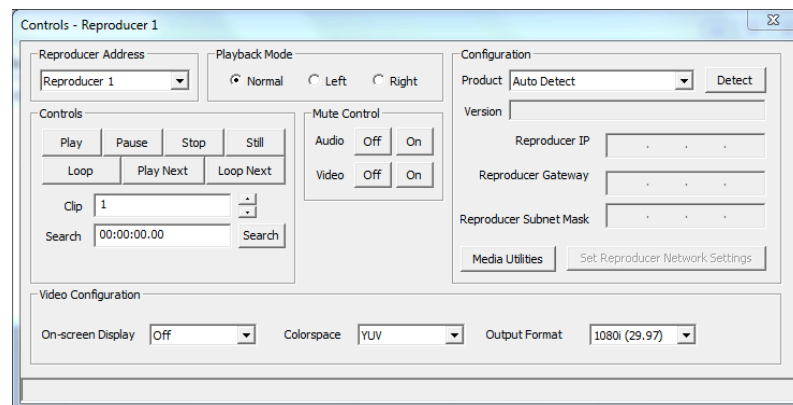 Controls - Reproducer 1
Reproducer Address
Reproducer 1
Playback Mode
Normal Left Right
Configuration
Product Auto Detect Detect
Version
Reproducer IP . . .
Reproducer Gateway . . .
Reproducer Subnet Mask . . .
Media Utilities Set Reproducer Network Settings
Controls
Play Pause Stop Still
Loop Play Next Loop Next
Clip 1
Search 00:00:00.00 Search
Mute Control
Audio Off On
Video Off On
Video Configuration
On-screen Display Off Colorspace YUV Output Format 1080i (29.97)